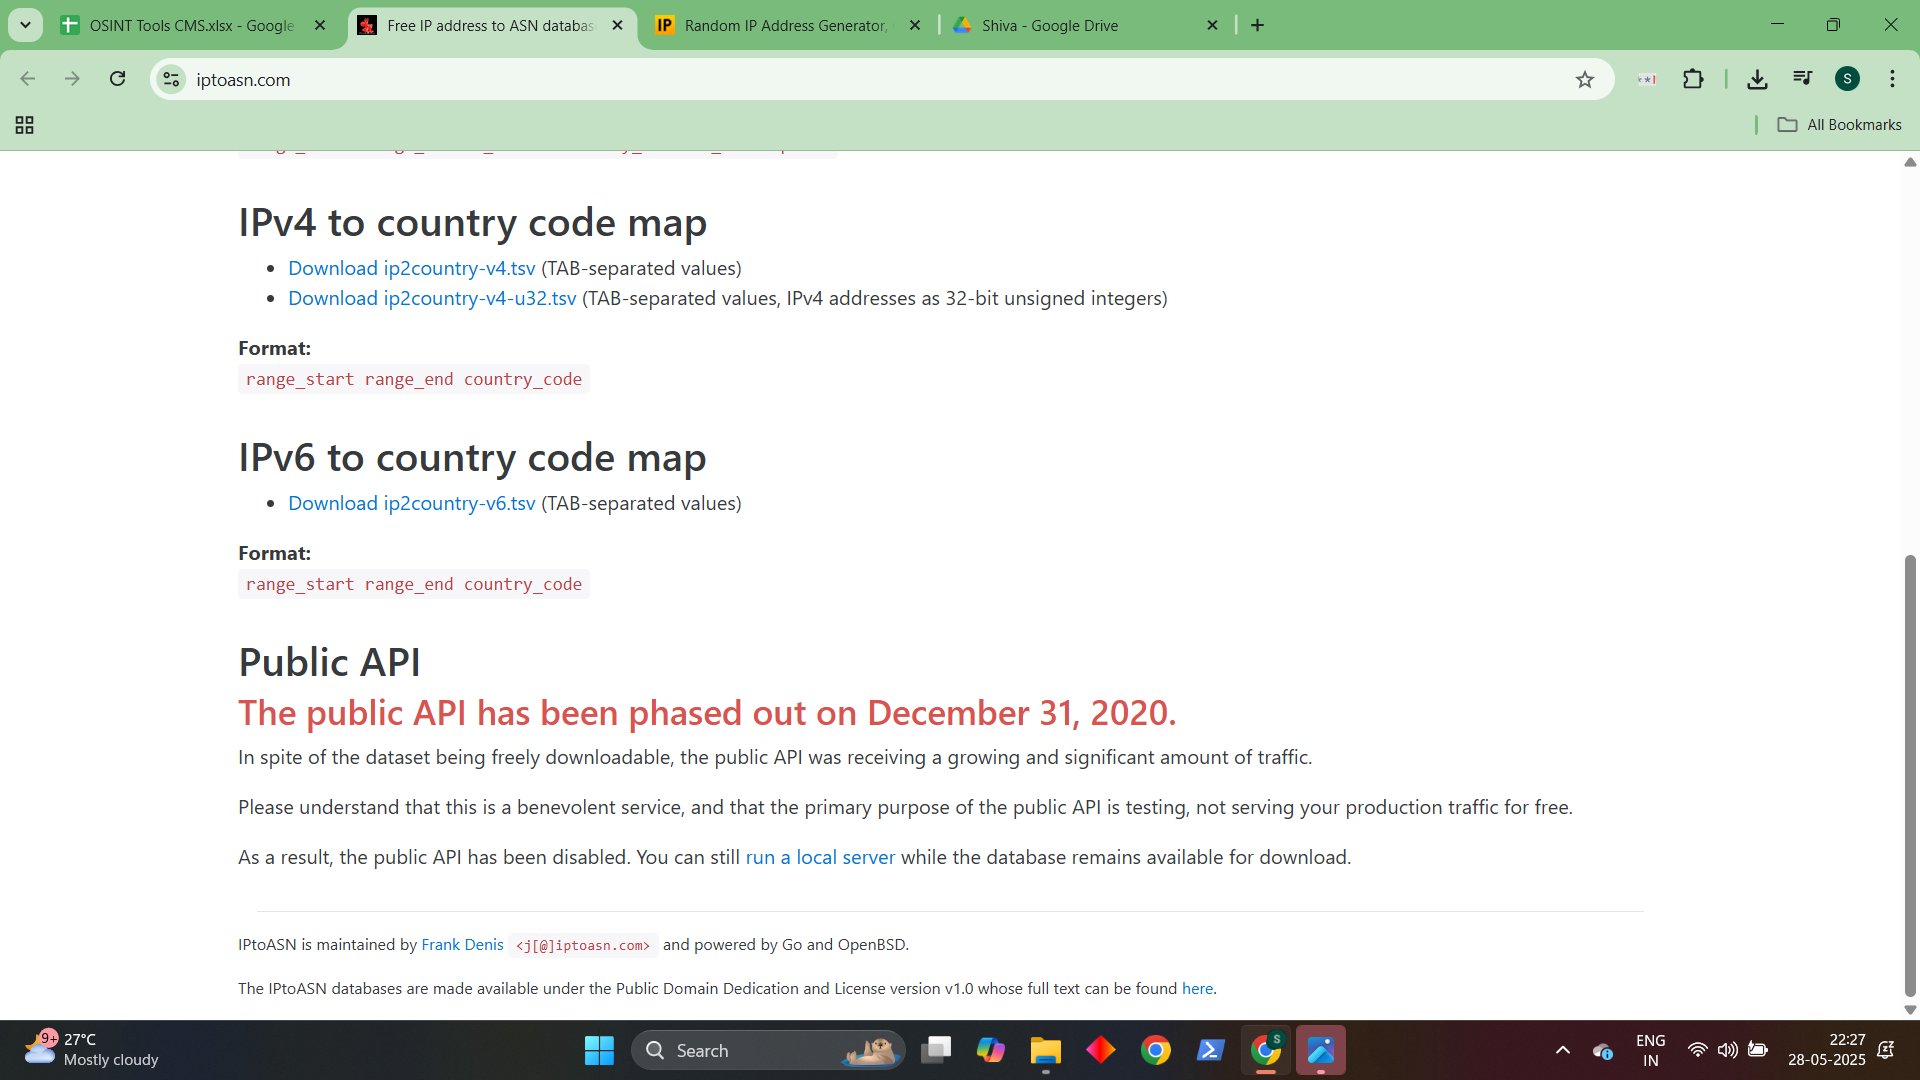 OSINT Tools CMS.xlsx - Google
Free IP address to ASN databas
IP
Random IP Address Generator,
Shiva - Google Drive
iptoasn.com
S
All Bookmarks
IPv4 to country code map
Download ip2country-v4.tsv (TAB-separated values)
Download ip2country-v4-u32.tsv (TAB-separated values, IPv4 addresses as 32-bit unsigned integers)
Format:
range_start range_end country_code
IPv6 to country code map
Download ip2country-v6.tsv (TAB-separated values)
Format:
range_start range_end country_code
Public API
The public API has been phased out on December 31, 2020.
In spite of the dataset being freely downloadable, the public API was receiving a growing and significant amount of traffic.
Please understand that this is a benevolent service, and that the primary purpose of the public API is testing, not serving your production traffic for free.
As a result, the public API has been disabled. You can still run a local server while the database remains available for download.
IPtoASN is maintained by Frank Denis <j[@]iptoasn.com> and powered by Go and OpenBSD.
The IPtoASN databases are made available under the Public Domain Dedication and License version v1.0 whose full text can be found here.
9+
27°C
Mostly cloudy
Search
S
ENG
IN
22:27
28-05-2025